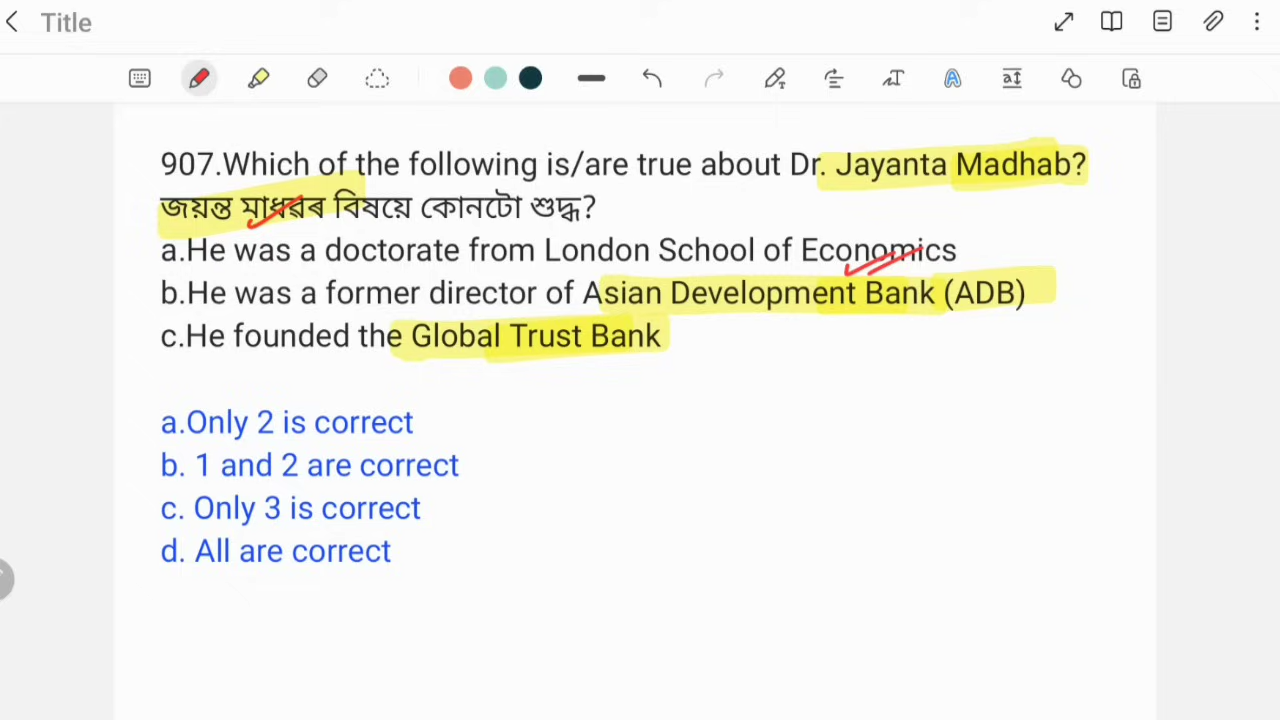 Title
907.Which of the following is/are true about Dr. Jayanta Madhab?
জয়ন্ত মাধৱৰ বিষয়ে কোনটো শুদ্ধ?
a.He was a doctorate from London School of Economics
b.He was a former director of Asian Development Bank (ADB)
c.He founded the Global Trust Bank
a.Only 2 is correct
b. 1 and 2 are correct
c. Only 3 is correct
d. All are correct